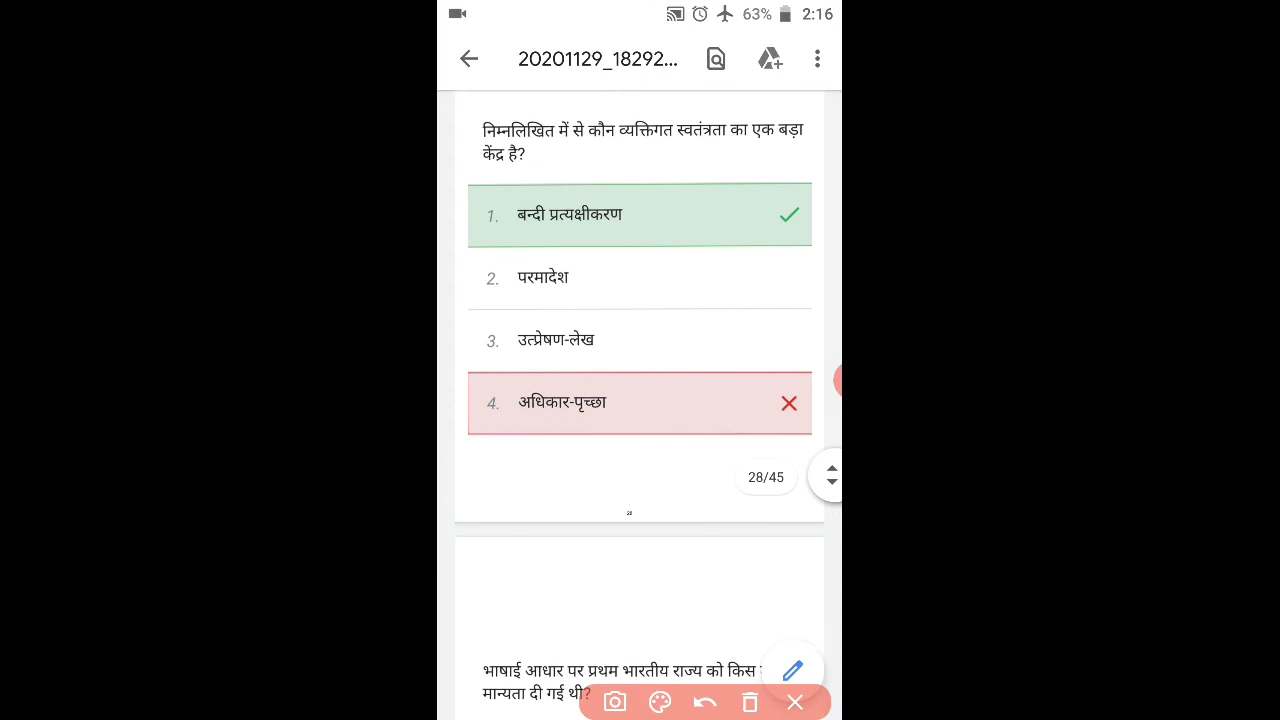 63% 2:16
20201129_18292...
निम्नलिखित में से कौन व्यक्तिगत स्वतंत्रता का एक बड़ा
केंद्र है?
1. बन्दी प्रत्यक्षीकरण
2. परमादेश
3. उत्प्रेषण-लेख
4. अधिकार-पृच्छा
28/45
28
भाषाई आधार पर प्रथम भारतीय राज्य को किस
मान्यता दी गई थी?